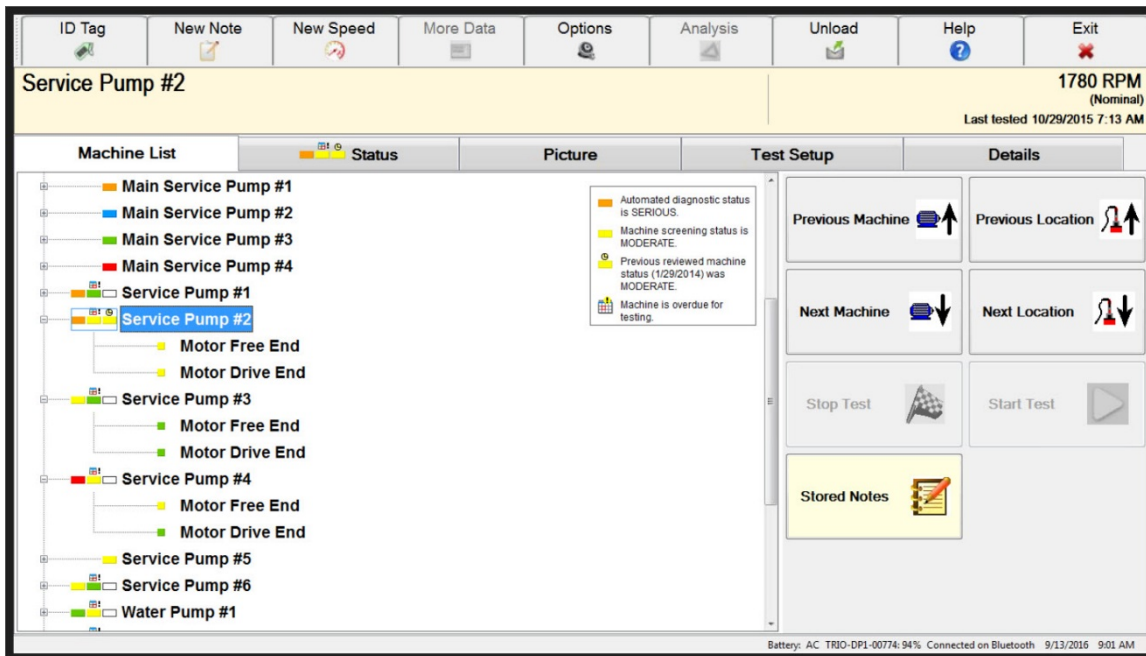 ID Tag
New Note
New Speed
More Data
Options
Analysis
Unload
Help
Exit
Service Pump #2
1780 RPM
(Nominal)
Last tested 10/29/2015 7:13 AM
Machine List
Status
Picture
Test Setup
Details
Main Service Pump #1
Main Service Pump #2
Main Service Pump #3
Main Service Pump #4
Service Pump #1
Service Pump #2
Motor Free End
Motor Drive End
Service Pump #3
Motor Free End
Motor Drive End
Service Pump #4
Motor Free End
Motor Drive End
Service Pump #5
Service Pump #6
Water Pump #1
Automated diagnostic status
is SERIOUS.
Machine screening status is
MODERATE.
Previous reviewed machine
status (1/29/2014) was
MODERATE.
Machine is overdue for
testing.
Previous Machine
Previous Location
Next Machine
Next Location
Stop Test
Start Test
Stored Notes
Battery: AC TRIO-DP1-00774: 94% Connected on Bluetooth 9/13/2016 9:01 AM